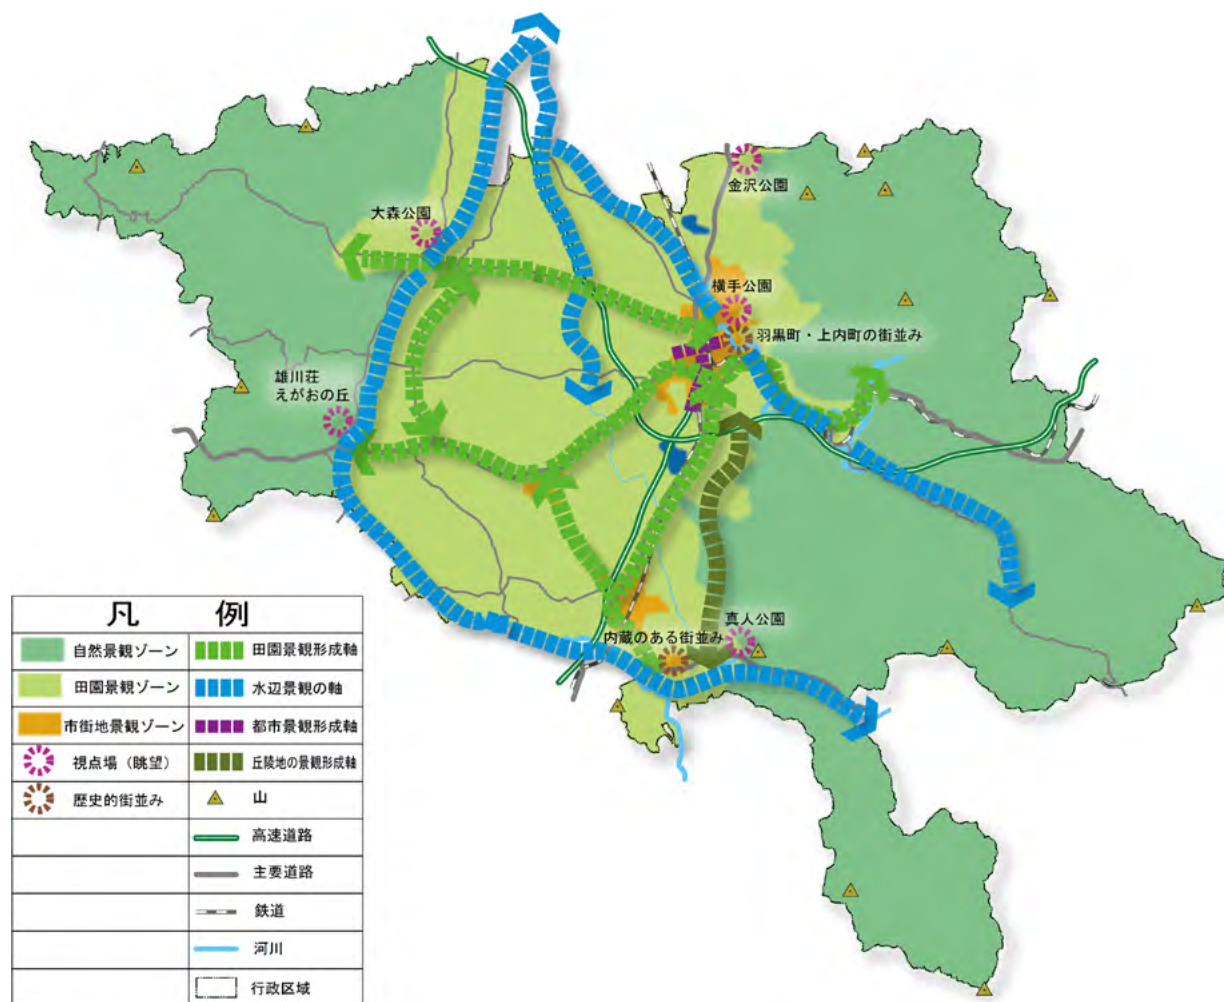 金沢公園
大森公園
横手公園
羽黒町・上内町の街並み
雄川荘
えがおの丘
真人公園
内蔵のある街並み
凡 例
自然景観ゾーン
田園景観形成軸
田園景観ゾーン
水辺景観の軸
市街地景観ゾーン
都市景観形成軸
視点場（眺望）
丘陵地の景観形成軸
歴史的街並み
山
高速道路
主要道路
鉄道
河川
行政区域